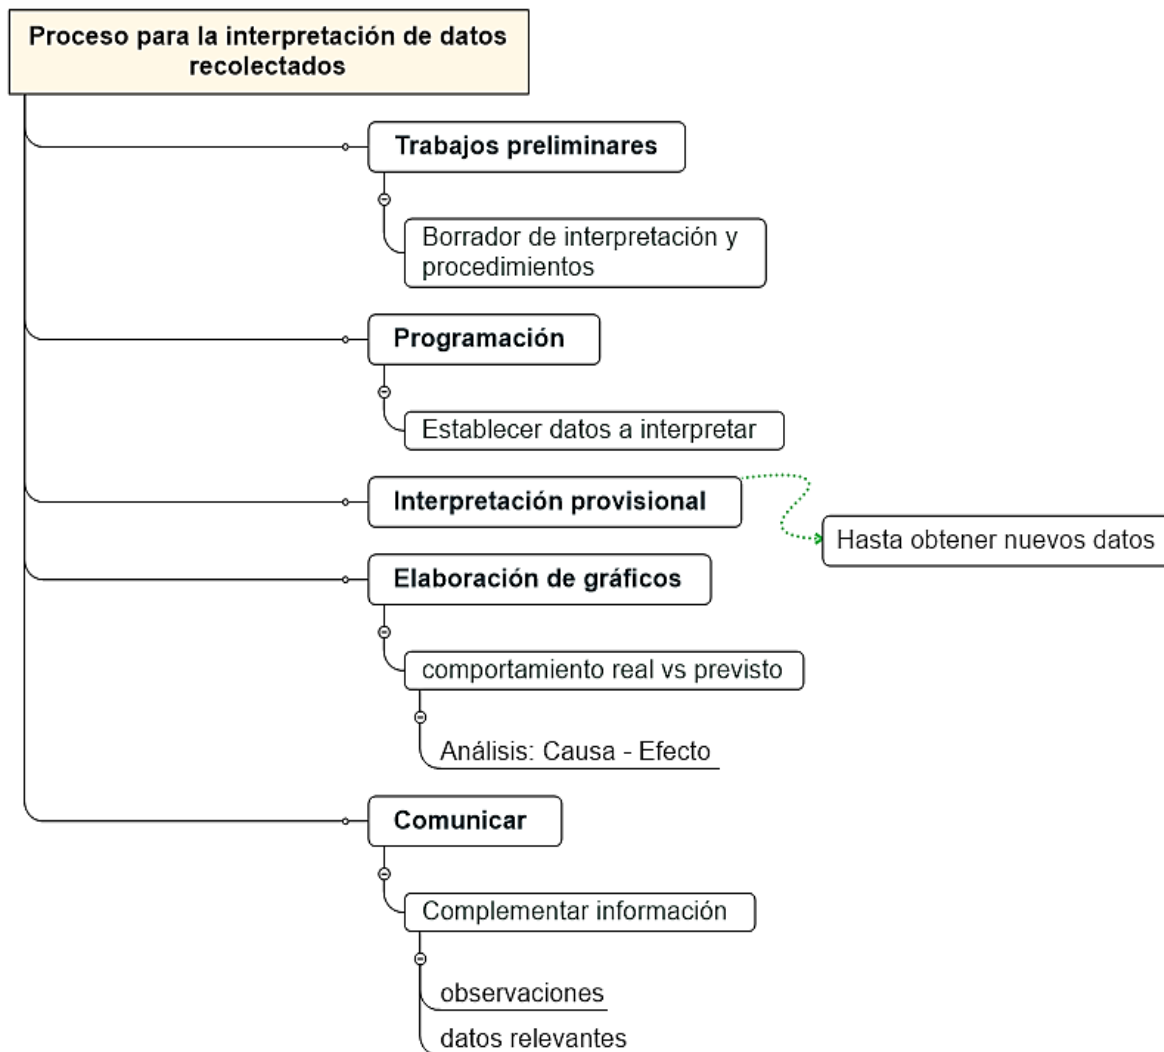 Proceso para la interpretación de datos
recolectados
Trabajos preliminares
Borrador de interpretación y
procedimientos
Programación
Establecer datos a interpretar
Interpretación provisional
Hasta obtener nuevos datos
Elaboración de gráficos
comportamiento real vs previsto
Análisis: Causa - Efecto
Comunicar
Complementar información
observaciones
datos relevantes